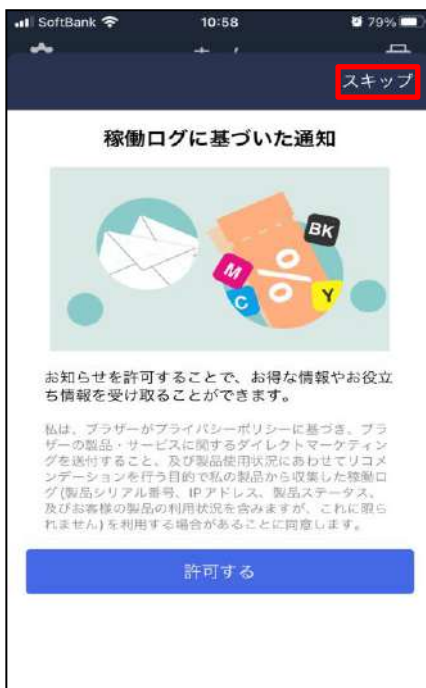 SoftBank 10:58 79%
スキップ
稼働ログに基づいた通知
BK
M
C
Y
%
お知らせを許可することで、お得な情報やお役立
ち情報を受け取ることができます。
私は、ブラザーがプライバシーポリシーに基づき、ブラ
ザーの製品・サービスに関するダイレクトマーケティン
グを送付すること、及び製品使用状況にあわせてリコメ
ンデーションを行う目的で私の製品から収集した稼働ロ
グ(製品シリアル番号、IPアドレス、製品ステータス、
及びお客様の製品の利用状況を含みますが、これに限ら
れません)を利用する場合があることに同意します。
許可する